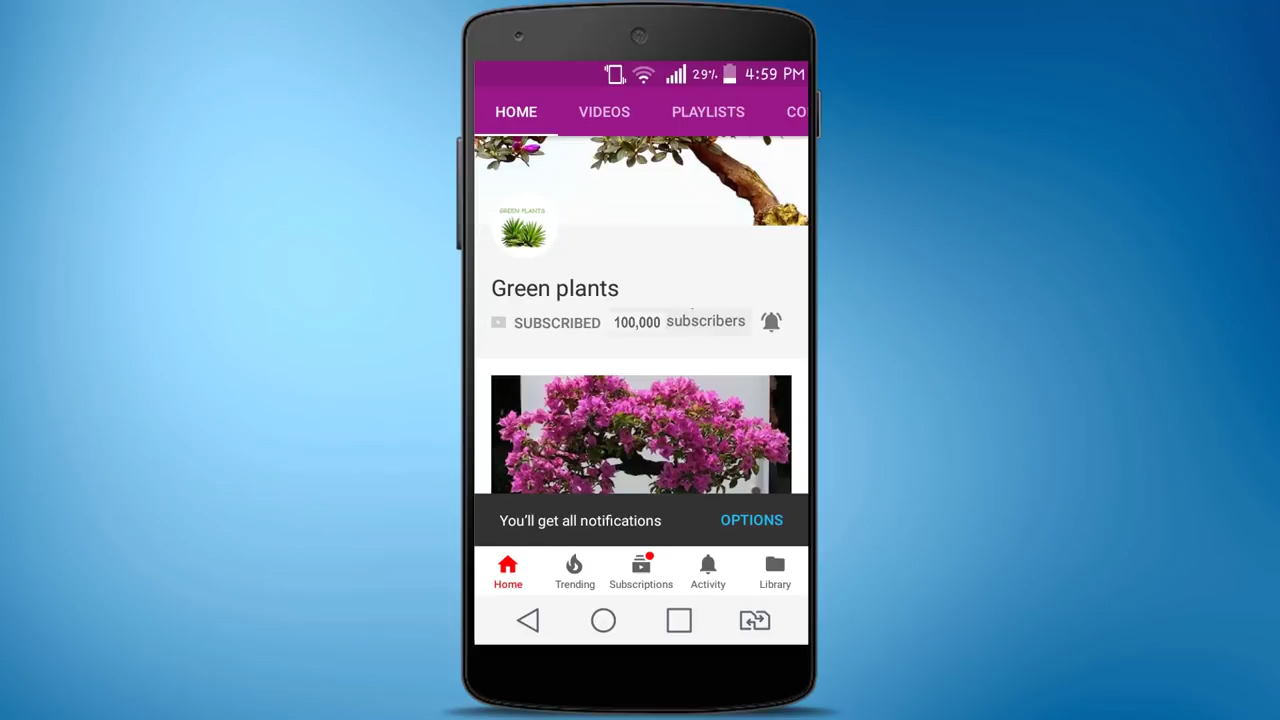 29% 4:59 PM
HOME VIDEOS PLAYLISTS CO
GREEN PLANTS
Green plants
SUBSCRIBED 100,000 subscribers
You'll get all notifications OPTIONS
Home Trending Subscriptions Activity Library